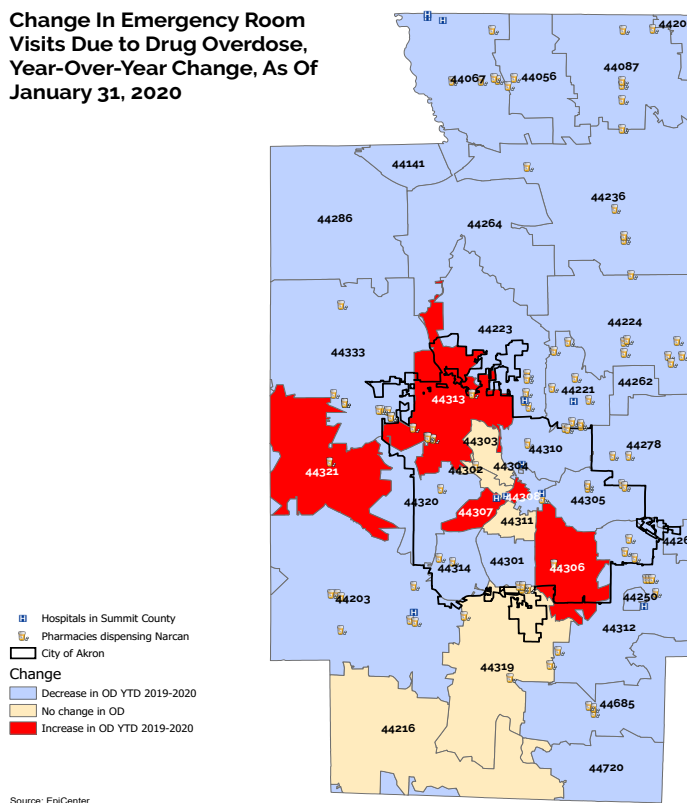 Change In Emergency Room
Visits Due to Drug Overdose,
Year-Over-Year Change, As Of
January 31, 2020
44067
44056
44087
44141
44286
44264
44236
44333
44223
44224
44221
44262
44313
44303
44310
44278
44321
44302
44304
44320
44307
44308
44305
44311
44314
44301
44306
44203
44250
44312
44319
44685
44216
44720
Hospitals in Summit County
Pharmacies dispensing Narcan
City of Akron
Change
Decrease in OD YTD 2019-2020
No change in OD
Increase in OD YTD 2019-2020
Source: EpiCenter